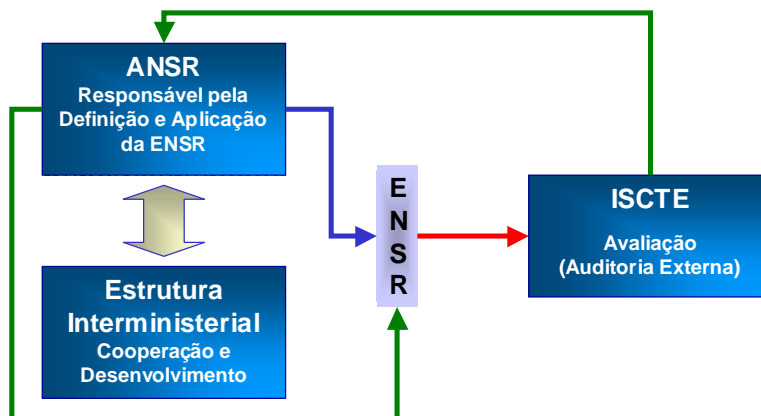 ANSR
Responsável pela
Definição e Aplicação
da ENSR
Estrutura
Interministerial
Cooperação e
Desenvolvimento
E
N
S
R
ISCTE
Avaliação
(Auditoria Externa)